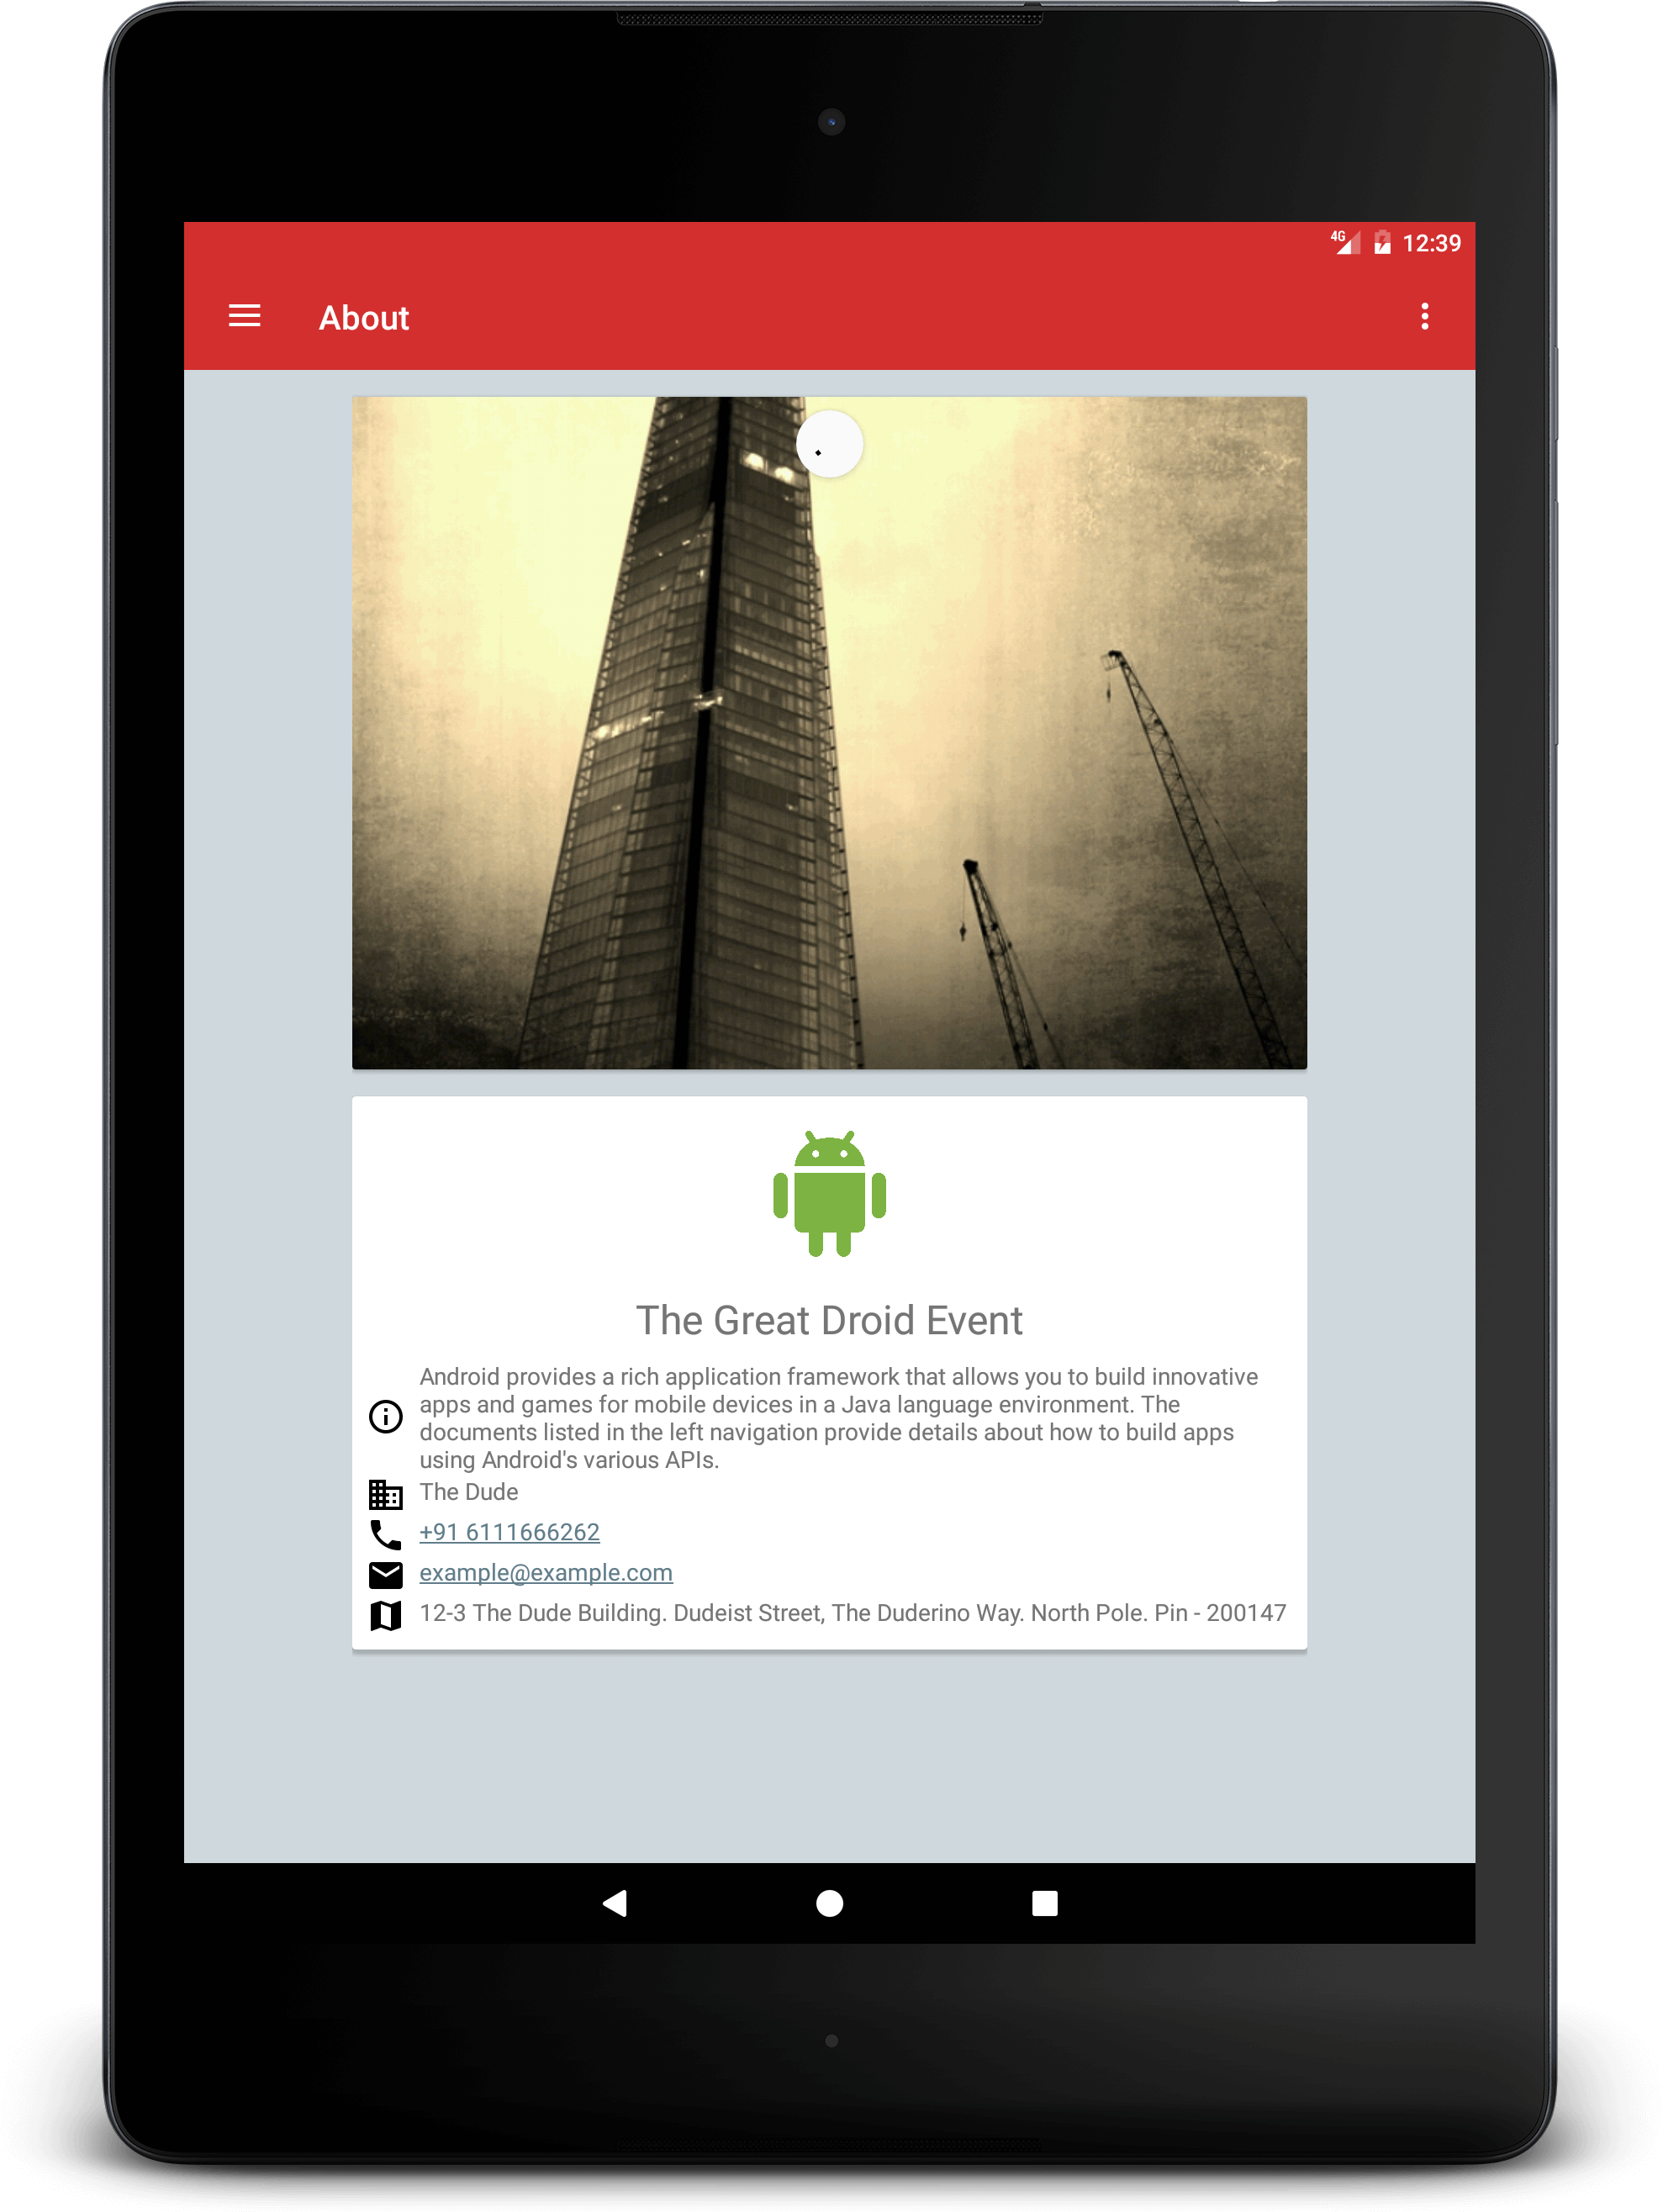 4G 12:39
About
The Great Droid Event
Android provides a rich application framework that allows you to build innovative
apps and games for mobile devices in a Java language environment. The
documents listed in the left navigation provide details about how to build apps
using Android's various APIs.
The Dude
+91 6111666262
example@example.com
12-3 The Dude Building. Dudeist Street, The Duderino Way. North Pole. Pin - 200147